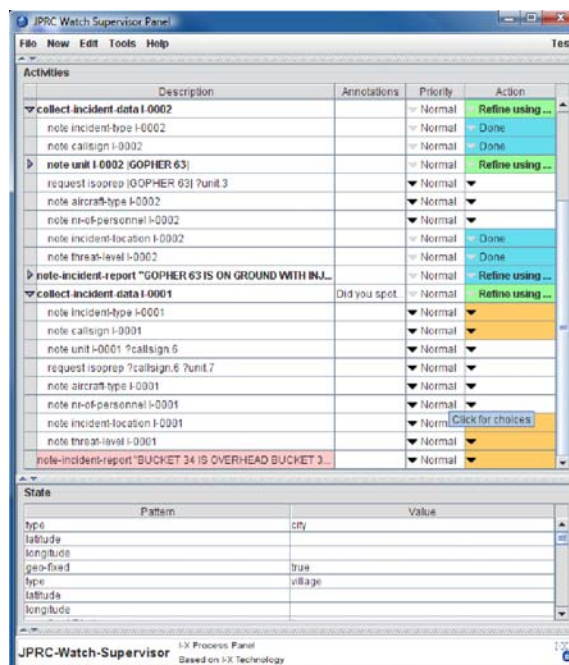 JPRC Watch Supervisor Panel
File New Edit Tools Help Tes
Activities
Description Annotations Priority Action
collect-incident-data I-0002 Normal Refine using ...
note incident-type I-0002 Normal Done
note callsign I-0002 Normal Done
note unit I-0002 |GOPHER 63| Normal Refine using ...
request isoprep |GOPHER 63| ?unit.3 Normal
note aircraft-type I-0002 Normal
note nr-of-personnel I-0002 Normal
note incident-location I-0002 Normal Done
note threat-level I-0002 Normal Done
note-incident-report "GOPHER 63 IS ON GROUND WITH INJ... Normal Refine using ...
collect-incident-data I-0001 Did you spot... Normal Refine using ...
note incident-type I-0001 Normal
note callsign I-0001 Normal
note unit I-0001 ?callsign.6 Normal
request isoprep ?callsign.6 ?unit.7 Normal
note aircraft-type I-0001 Normal
note nr-of-personnel I-0001 Normal
note incident-location I-0001 Norm Click for choices
note threat-level I-0001 Normal
note-incident-report "BUCKET 34 IS OVERHEAD BUCKET 3... Normal
State
Pattern Value
type city
latitude
longitude
geo-fixed true
type village
latitude
longitude
JPRC-Watch-Supervisor I-X Process Panel
Based on I-X Technology